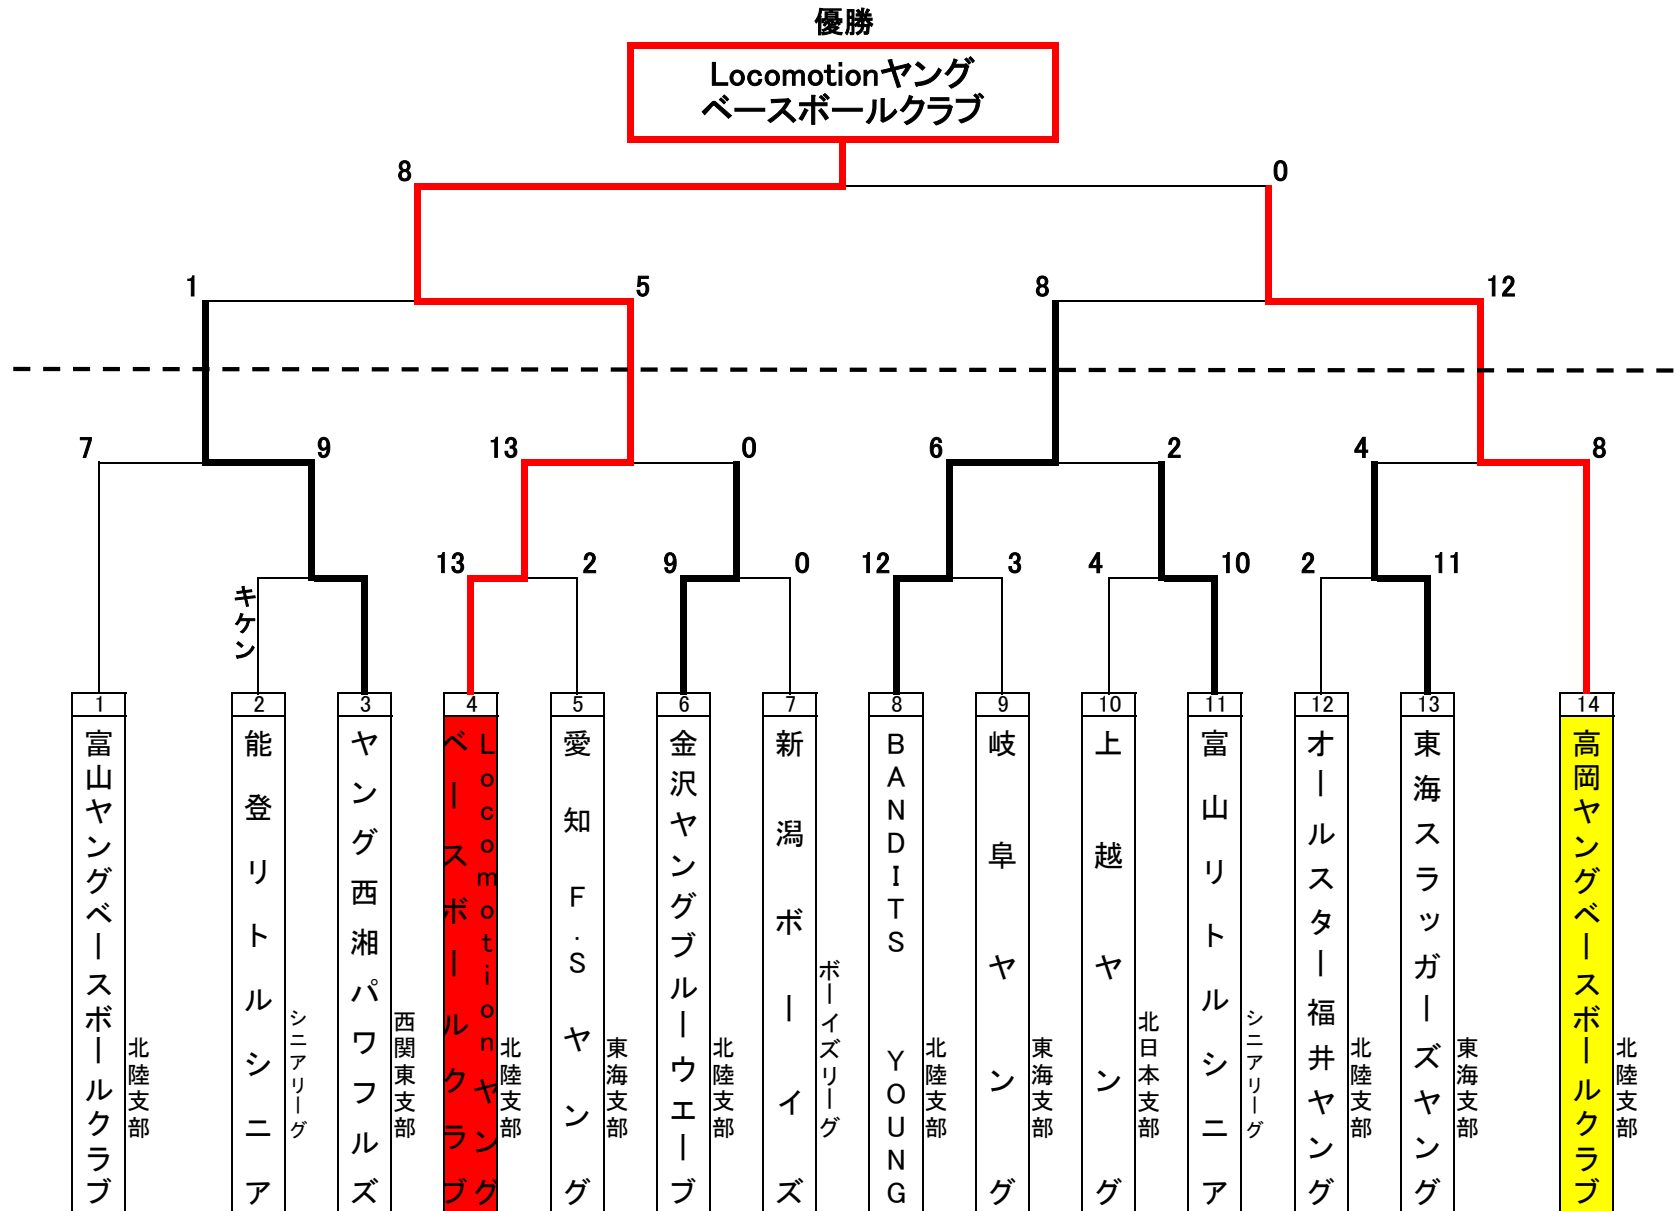 優勝
Locomotionヤング
ベースボールクラブ
8
0
1
5
8
12
7
9
13
0
6
2
4
8
13
2
9
0
12
3
4
10
2
11
キケン
1
2
3
4
5
6
7
8
9
10
11
12
13
14
富山ヤングベースボールクラブ
北陸支部
能登リトルシニア
シニアリーグ
ヤング西湘パワフルズ
西関東支部
Locomotionヤング
ベースボールクラブ
北陸支部
愛知F.Sヤング
東海支部
金沢ヤングブルーウエーブ
北陸支部
新潟ボーイズ
ボーイズリーグ
BANDITS YOUNG
北陸支部
岐阜ヤング
東海支部
上越ヤング
北日本支部
富山リトルシニア
シニアリーグ
オールスター福井ヤング
北陸支部
東海スラッガーズヤング
東海支部
高岡ヤングベースボールクラブ
北陸支部